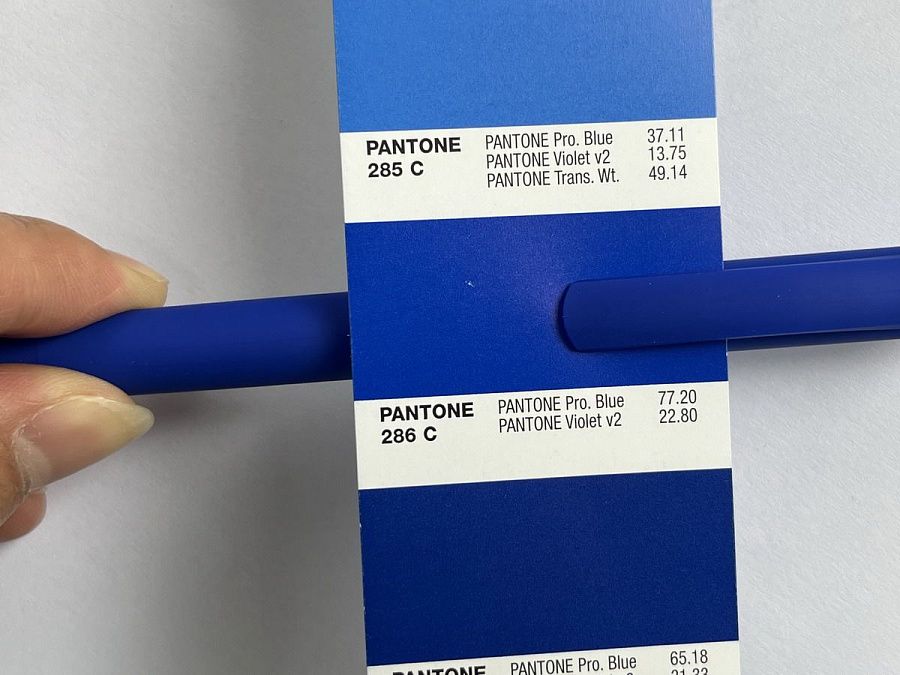 PANTONE Pro. Blue 37.11
PANTONE 285 C
PANTONE Violet v2 13.75
PANTONE Trans. Wt. 49.14
PANTONE Pro. Blue 77.20
PANTONE 286 C
PANTONE Violet v2 22.80
PANTONE
PANTONE Pro. Blue 65.18